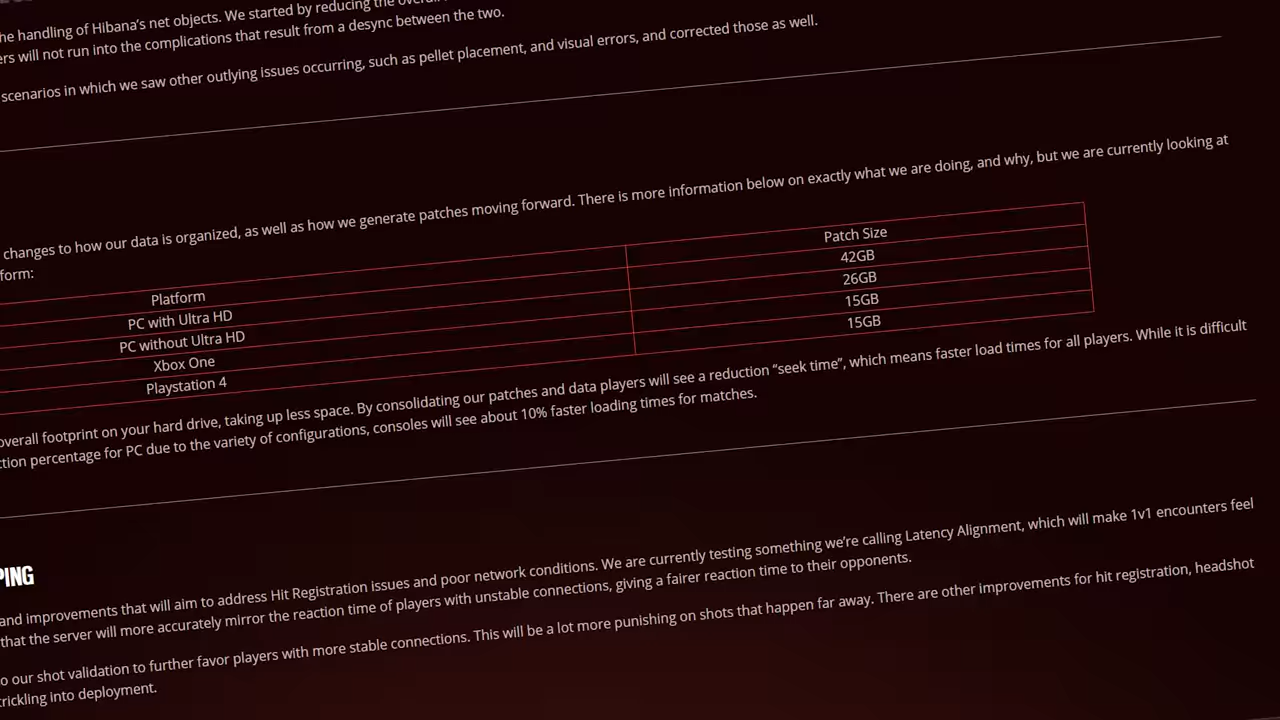 he handling of Hibana's net objects. We started by reducing the
ers will not run into the complications that result from a desync between the two.
scenarios in which we saw other outlying issues occurring, such as pellet placement, and visual errors, and corrected those as well.
changes to how our data is organized, as well as how we generate patches moving forward. There is more information below on exactly what we are doing, and why, but we are currently looking at
form:
Platform Patch Size
PC with Ultra HD 42GB
PC without Ultra HD 26GB
Xbox One 15GB
Playstation 4 15GB
overall footprint on your hard drive, taking up less space. By consolidating our patches and data players will see a reduction “seek time”, which means faster load times for all players. While it is difficult
ction percentage for PC due to the variety of configurations, consoles will see about 10% faster loading times for matches.
PING
and improvements that will aim to address Hit Registration issues and poor network conditions. We are currently testing something we're calling Latency Alignment, which will make 1v1 encounters feel
that the server will more accurately mirror the reaction time of players with unstable connections, giving a fairer reaction time to their opponents.
o our shot validation to further favor players with more stable connections. This will be a lot more punishing on shots that happen far away. There are other improvements for hit registration, headshot
trickling into deployment.